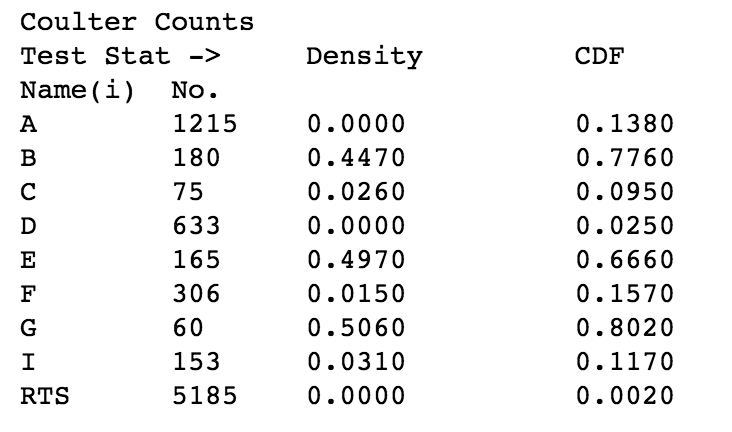 Coulter Counts
Test Stat -> Density CDF
Name(i) No.
A 1215 0.0000 0.1380
B 180 0.4470 0.7760
C 75 0.0260 0.0950
D 633 0.0000 0.0250
E 165 0.4970 0.6660
F 306 0.0150 0.1570
G 60 0.5060 0.8020
I 153 0.0310 0.1170
RTS 5185 0.0000 0.0020